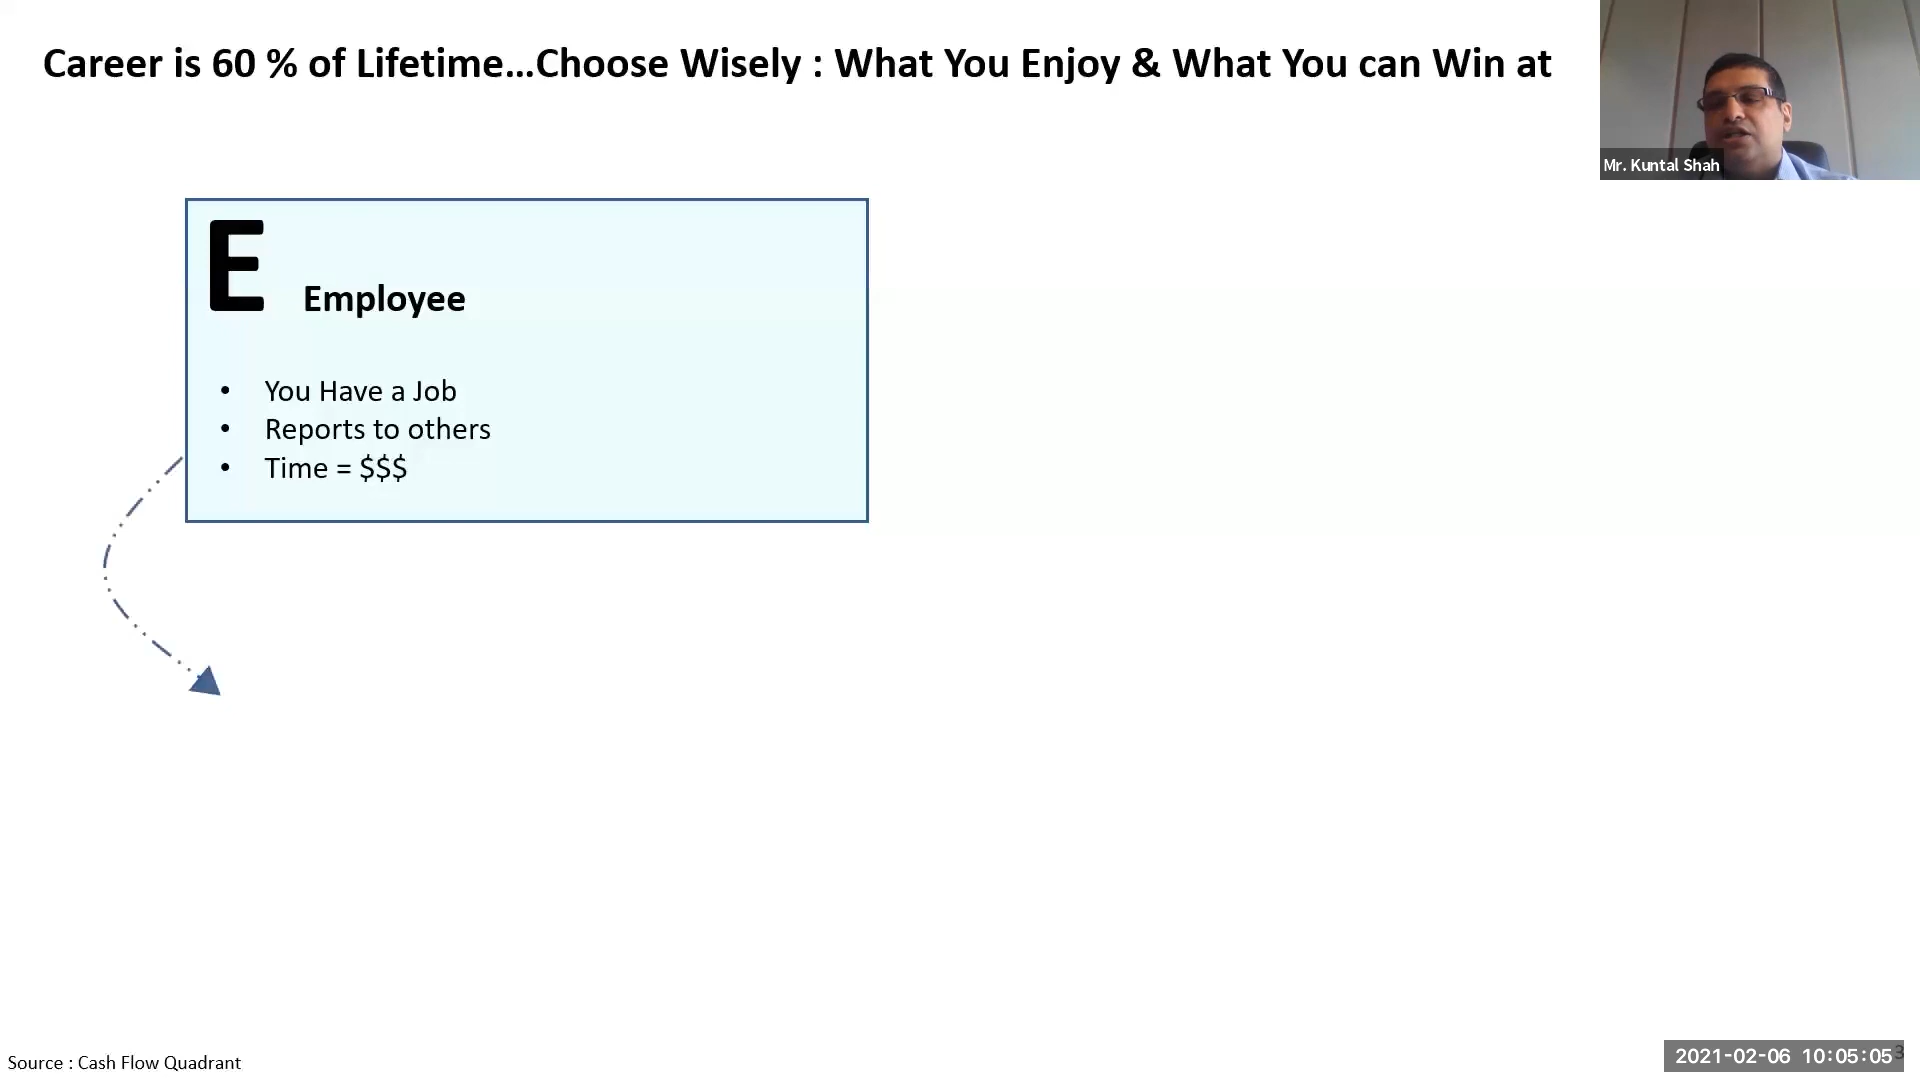 Career is 60 % of Lifetime...Choose Wisely : What You Enjoy & What You can Win at
Mr. Kuntal Shah
E Employee
• You Have a Job
• Reports to others
• Time = $$$
Source : Cash Flow Quadrant
2021-02-06 10:05:05
3